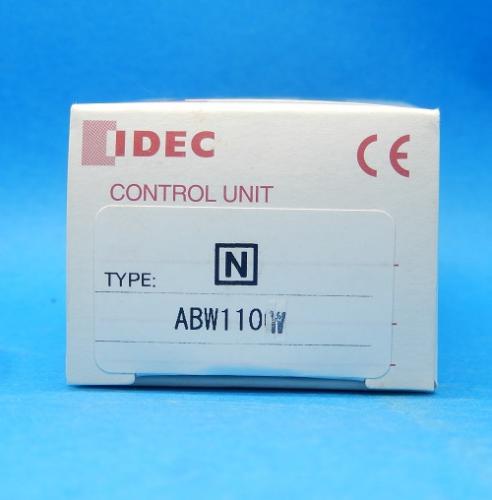 IDEC CE
CONTROL UNIT
N
TYPE:
ABW110W